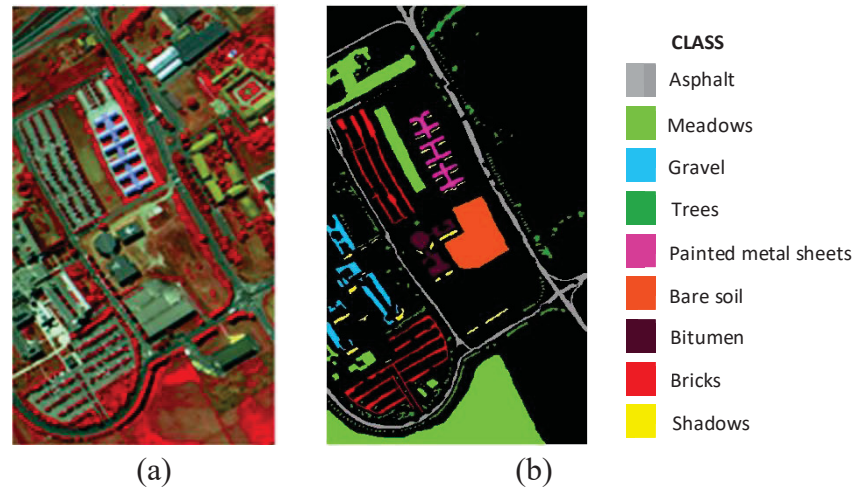 CLASS
Asphalt
Meadows
Gravel
Trees
Painted metal sheets
Bare soil
Bitumen
Bricks
Shadows
(a)
(b)